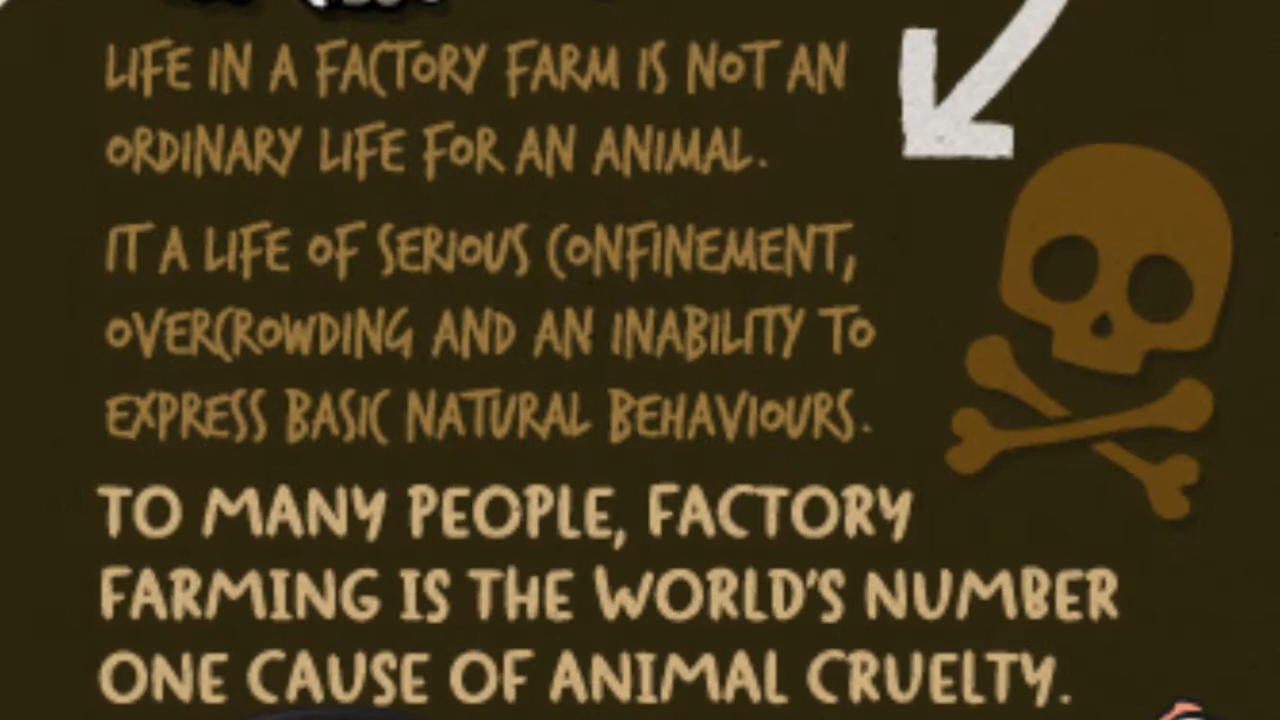 LIFE IN A FACTORY FARM IS NOT AN
ORDINARY LIFE FOR AN ANIMAL.
IT A LIFE OF SERIOUS CONFINEMENT,
OVERCROWDING AND AN INABILITY TO
EXPRESS BASIC NATURAL BEHAVIOURS.
TO MANY PEOPLE, FACTORY
FARMING IS THE WORLD'S NUMBER
ONE CAUSE OF ANIMAL CRUELTY.